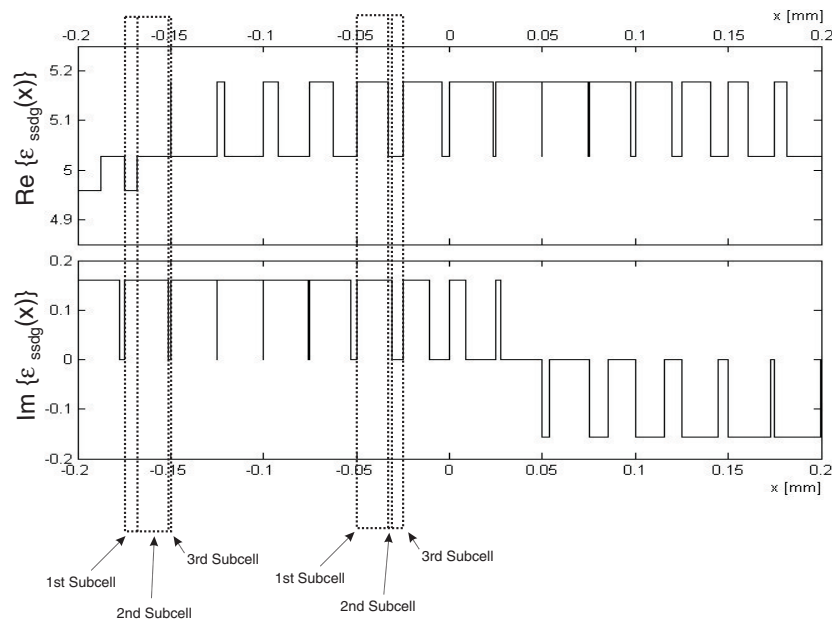 x [mm]
-0.2 -0.15 -0.1 -0.05 0 0.05 0.1 0.15 0.2
5.2
5.1
5
4.9
Re {ε ssdg(x)}
0.2
0.1
0
-0.1
-0.2
Im {ε ssdg(x)}
-0.2 -0.15 -0.1 -0.05 0 0.05 0.1 0.15 0.2
x [mm]
3rd Subcell
1st Subcell
2nd Subcell
3rd Subcell
1st Subcell
2nd Subcell